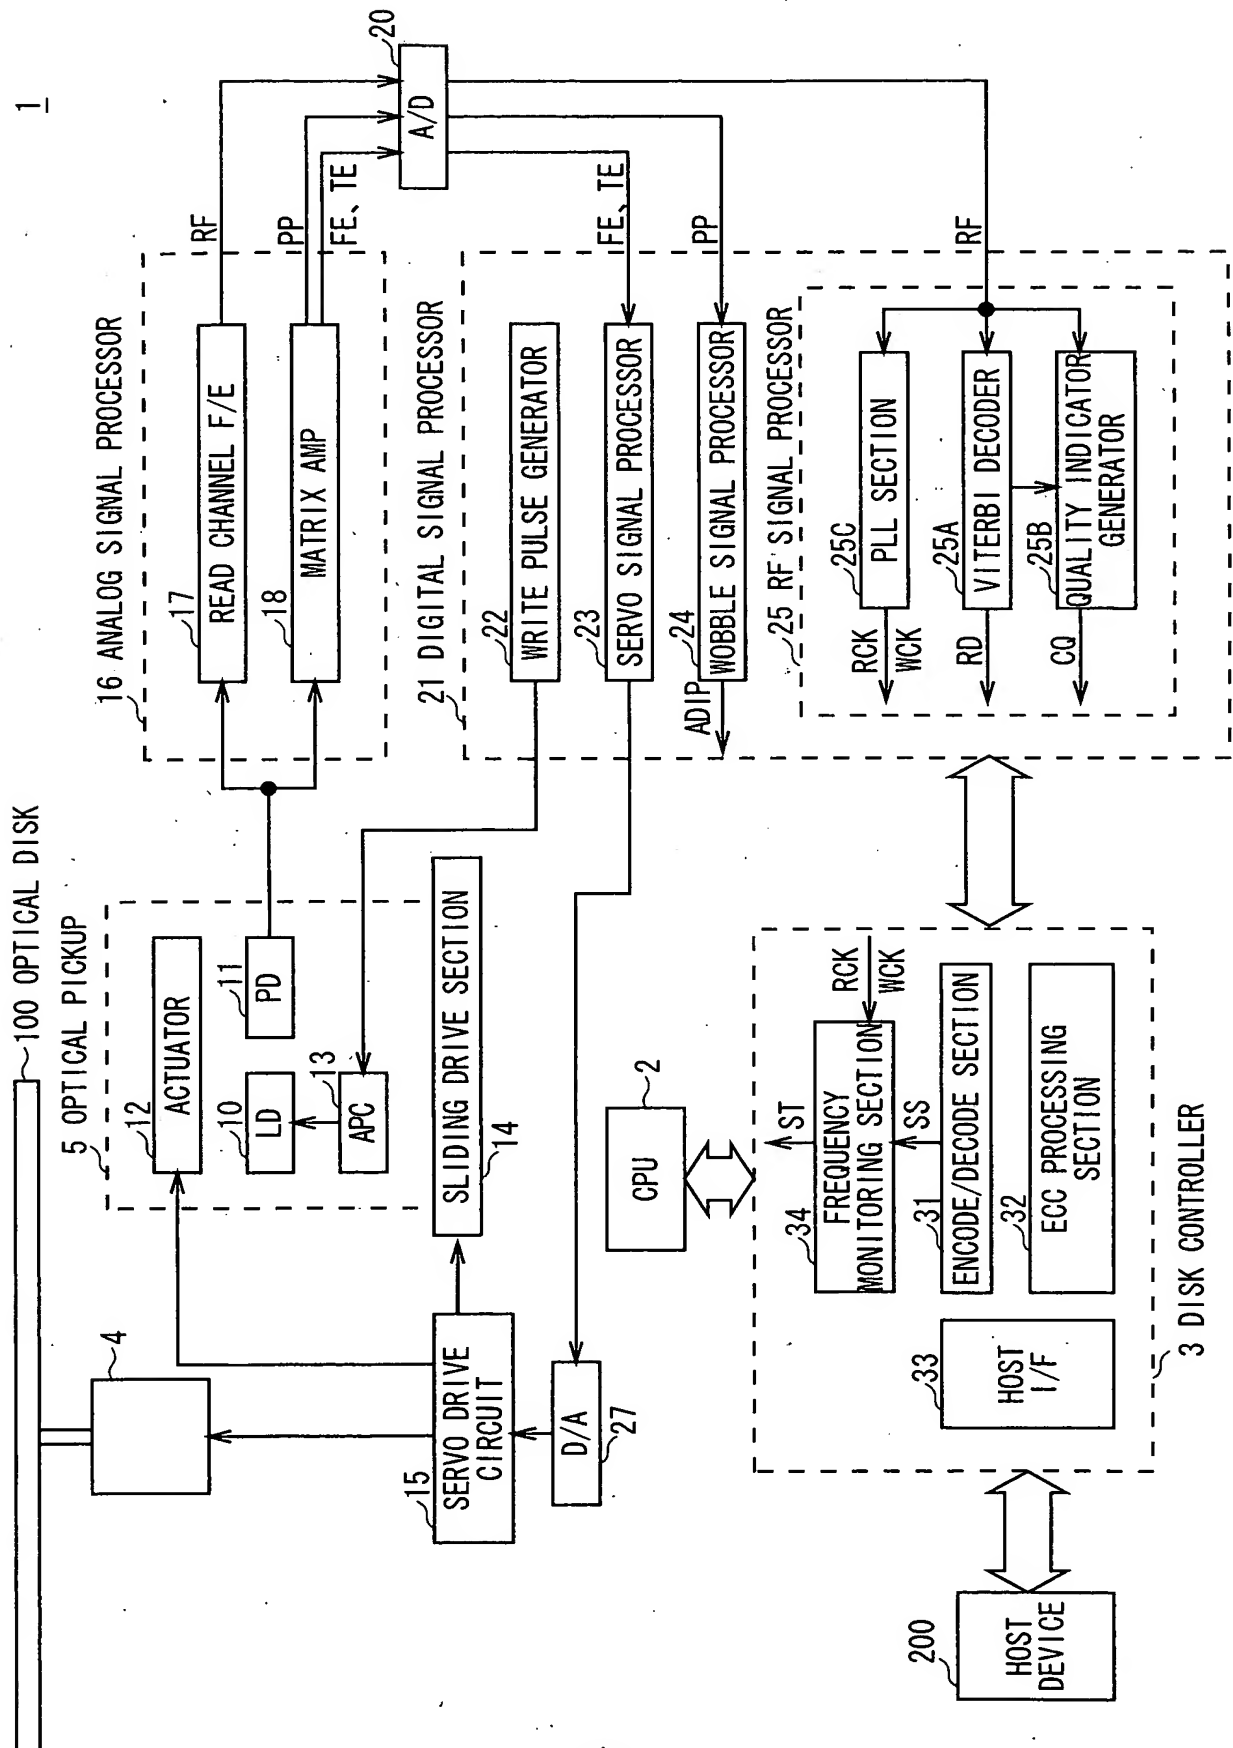 1
100 OPTICAL DISK
5 OPTICAL PICKUP
12
ACTUATOR
11
PD
10
LD
13
APC
SLIDING DRIVE SECTION
14
4
15
SERVO DRIVE
CIRCUIT
D/A
27
16 ANALOG SIGNAL PROCESSOR
17
READ CHANNEL F/E
18
MATRIX AMP
RF
PP
FE、TE
20
A/D
21 DIGITAL SIGNAL PROCESSOR
22
WRITE PULSE GENERATOR
23
SERVO SIGNAL PROCESSOR
24
WOBBLE SIGNAL PROCESSOR
ADIP
FE、TE
PP
RF
25 RF SIGNAL PROCESSOR
25C
PLL SECTION
RCK
WCK
25A
VITERBI DECODER
RD
25B
QUALITY INDICATOR
GENERATOR
CQ
CPU
2
ST
34
FREQUENCY
MONITORING SECTION
RCK
WCK
SS
31
ENCODE/DECODE SECTION
32
ECC PROCESSING
SECTION
33
HOST
I/F
3 DISK CONTROLLER
200
HOST
DEVICE